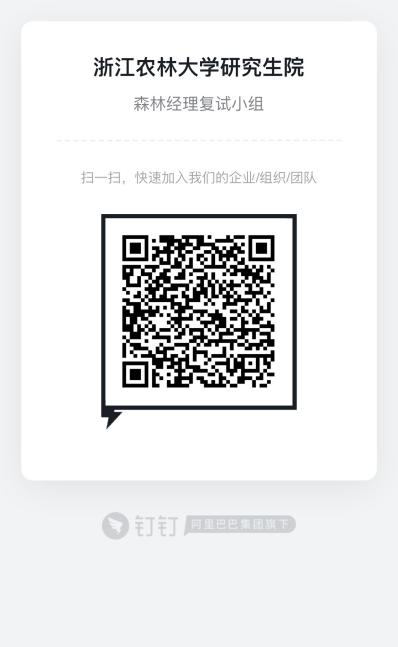 浙江农林大学研究生院
森林经理复试小组
扫一扫，快速加入我们的企业/组织/团队
钉钉 阿里巴巴集团旗下